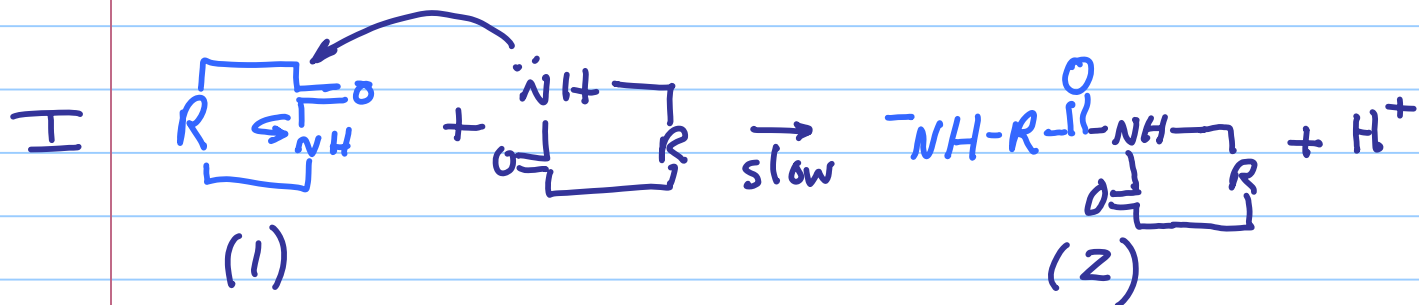 I R =O NH + :NH O= R → slow ⁻NH-R-C(=O)-NH O= R + H⁺
(1) (2)